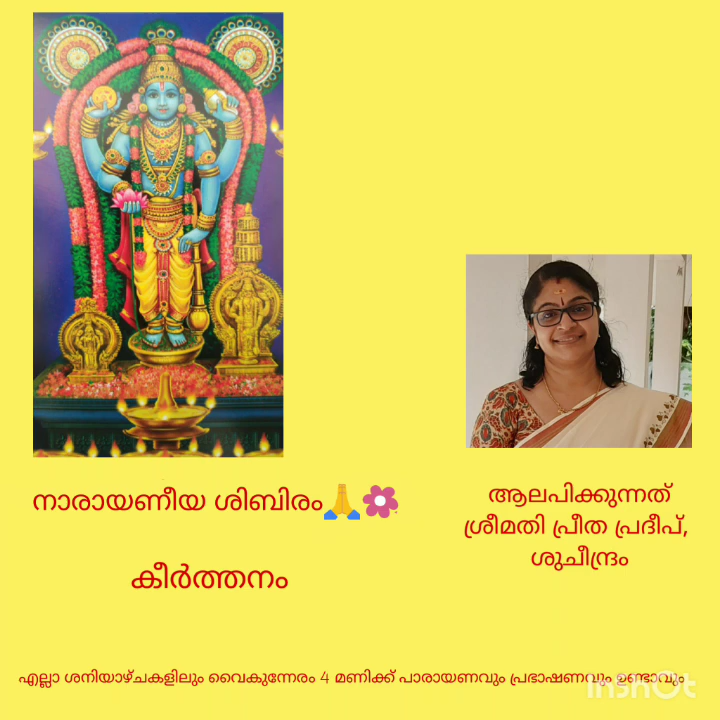 നാരായണീയ ശിബിരം🙏🌸
കീർത്തനം
ആലപിക്കുന്നത്
ശ്രീമതി പ്രീത പ്രദീപ്,
ശുചീന്ദ്രം
എല്ലാ ശനിയാഴ്ചകളിലും വൈകുന്നേരം 4 മണിക്ക് പാരായണവും പ്രഭാഷണവും ഉണ്ടാവും
InShOt